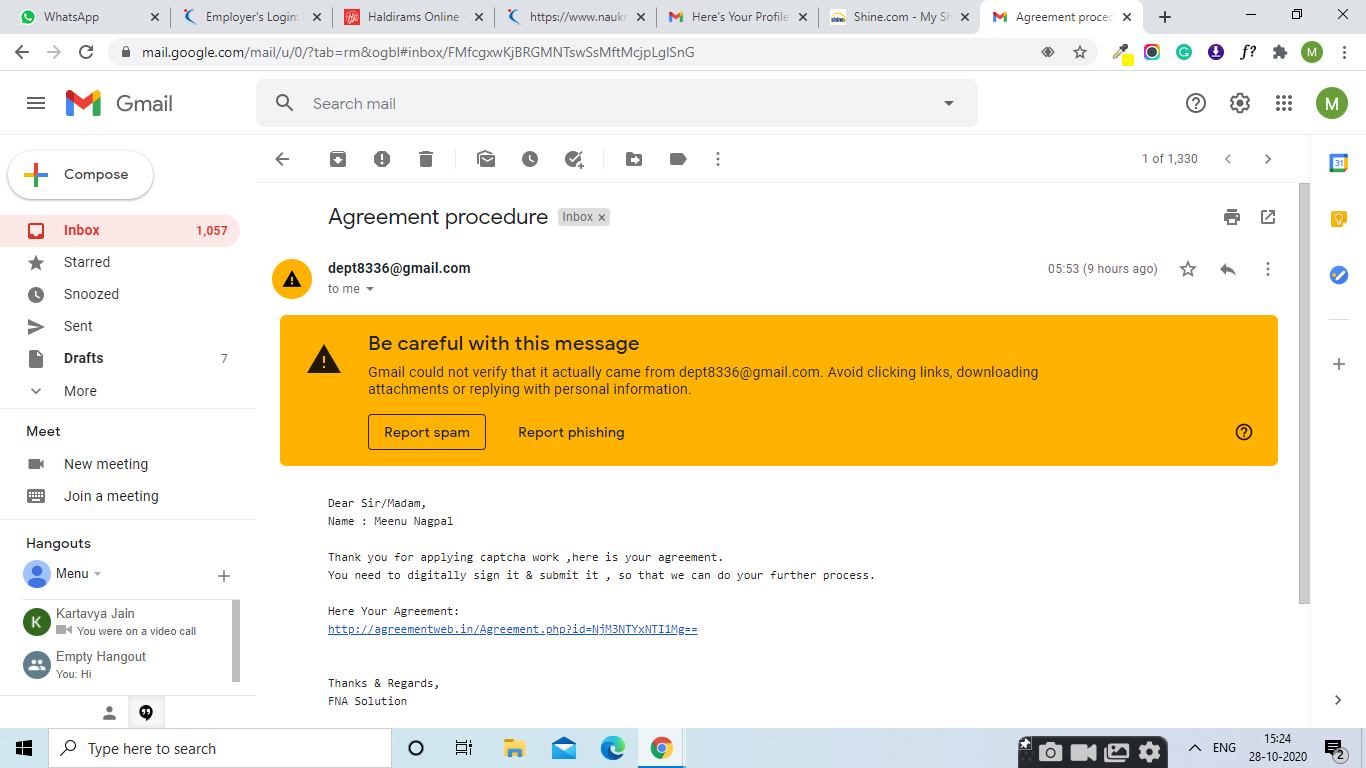 WhatsApp
Employer's Login:
Haldirams Online -
https://www.nauk
Here's Your Profile
Shine.com - My Sh
Agreement proced
mail.google.com/mail/u/0/?tab=rm&ogbl#inbox/FMfcgxwKjBRGMNTswSsMftMcjpLglSnG
f?
M
Gmail
Search mail
M
Compose
1 of 1,330
31
Inbox 1,057
Starred
Snoozed
Sent
Drafts 7
More
Meet
New meeting
Join a meeting
Hangouts
Menu
K
Kartavya Jain
You were on a video call
Empty Hangout
You: Hi
Agreement procedure Inbox x
dept8336@gmail.com 05:53 (9 hours ago)
to me
Be careful with this message
Gmail could not verify that it actually came from dept8336@gmail.com. Avoid clicking links, downloading
attachments or replying with personal information.
Report spam Report phishing
Dear Sir/Madam,
Name : Meenu Nagpal
Thank you for applying captcha work ,here is your agreement.
You need to digitally sign it & submit it , so that we can do your further process.
Here Your Agreement:
http://agreementweb.in/Agreement.php?id=NjM3NTYxNTI1Mg==
Thanks & Regards,
FNA Solution
Type here to search
ENG
15:24
28-10-2020
2